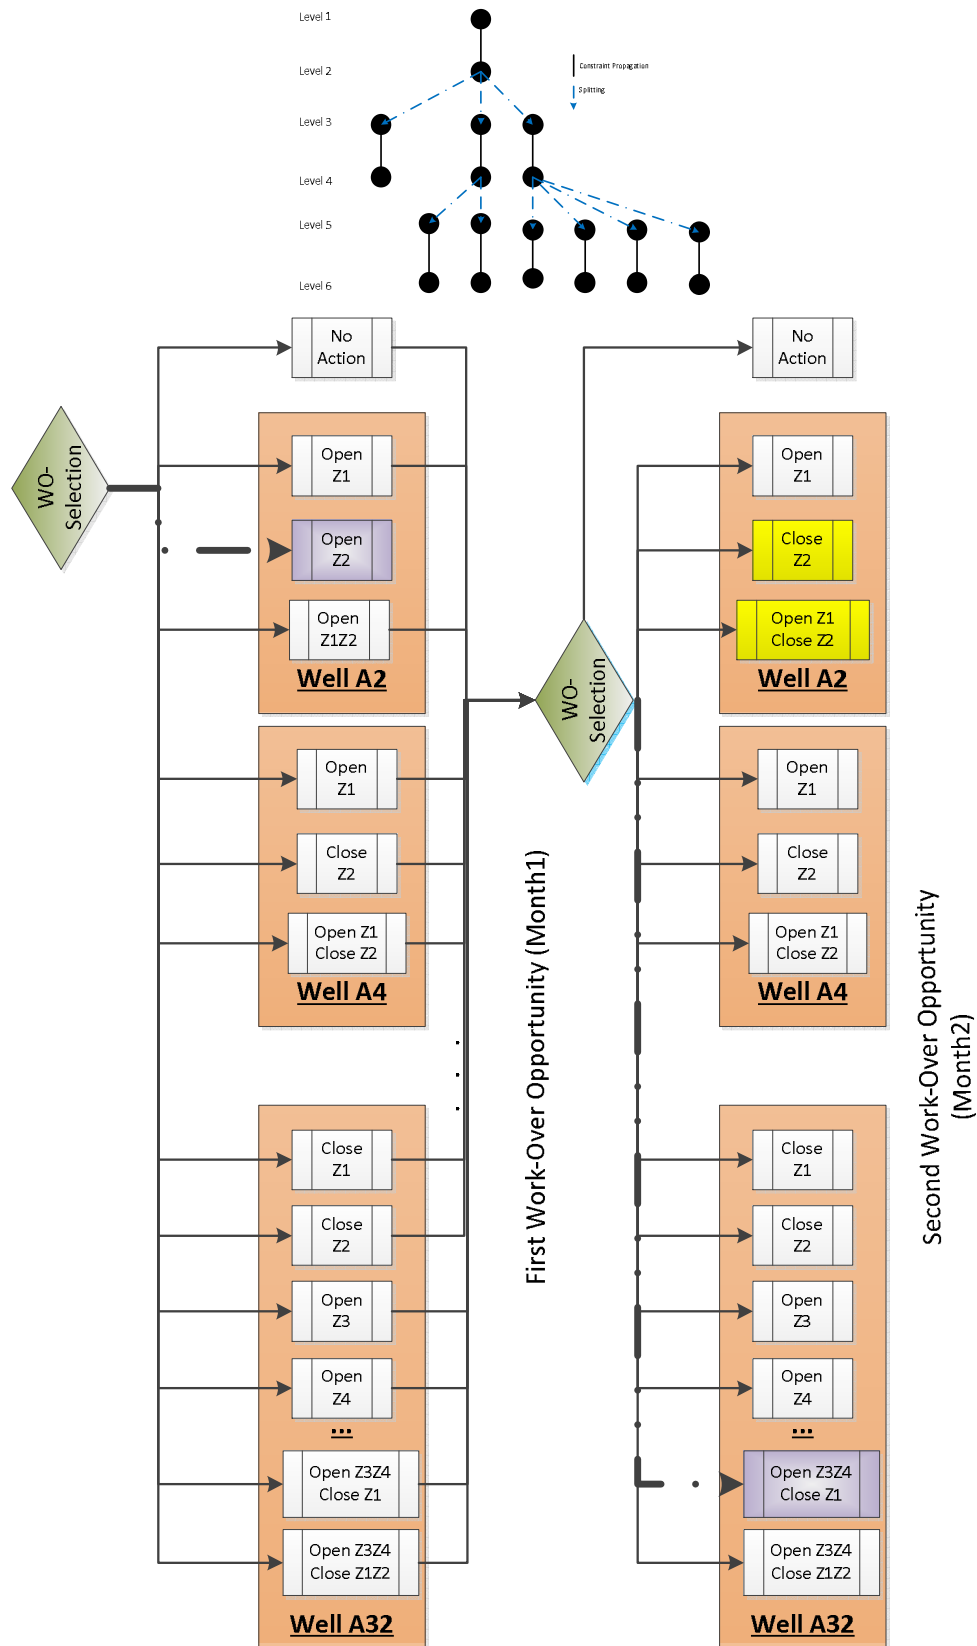 Level 1
Level 2
Constraint Propagation
Splitting
Level 3
Level 4
Level 5
Level 6
No
Action
WO-
Selection
Open
Z1
Open
Z2
Open
Z1Z2
Well A2
Open
Z1
Close
Z2
Open Z1
Close Z2
Well A4
Close
Z1
Close
Z2
Open
Z3
Open
Z4
...
Open Z3Z4
Close Z1
Open Z3Z4
Close Z1Z2
Well A32
First Work-Over Opportunity (Month1)
WO-
Selection
No
Action
Open
Z1
Close
Z2
Open Z1
Close Z2
Well A2
Open
Z1
Close
Z2
Open Z1
Close Z2
Well A4
Close
Z1
Close
Z2
Open
Z3
Open
Z4
...
Open Z3Z4
Close Z1
Open Z3Z4
Close Z1Z2
Well A32
Second Work-Over Opportunity
(Month2)